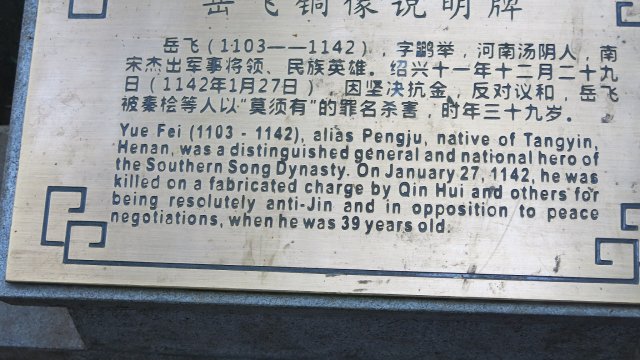 岳飞铜像说明牌
岳飞（1103——1142），字鹏举，河南汤阴人，南
宋杰出军事将领、民族英雄。绍兴十一年十二月二十九
日（1142年1月27日） 因坚决抗金，反对议和，岳飞
被秦桧等人以“莫须有”的罪名杀害，时年三十九岁。
Yue Fei (1103 - 1142), alias Pengju, native of Tangyin,
Henan, was a distinguished general and national hero of
the Southern Song Dynasty. On January 27, 1142, he was
killed on a fabricated charge by Qin Hui and others for
being resolutely anti-Jin and in opposition to peace
negotiations, when he was 39 years old.